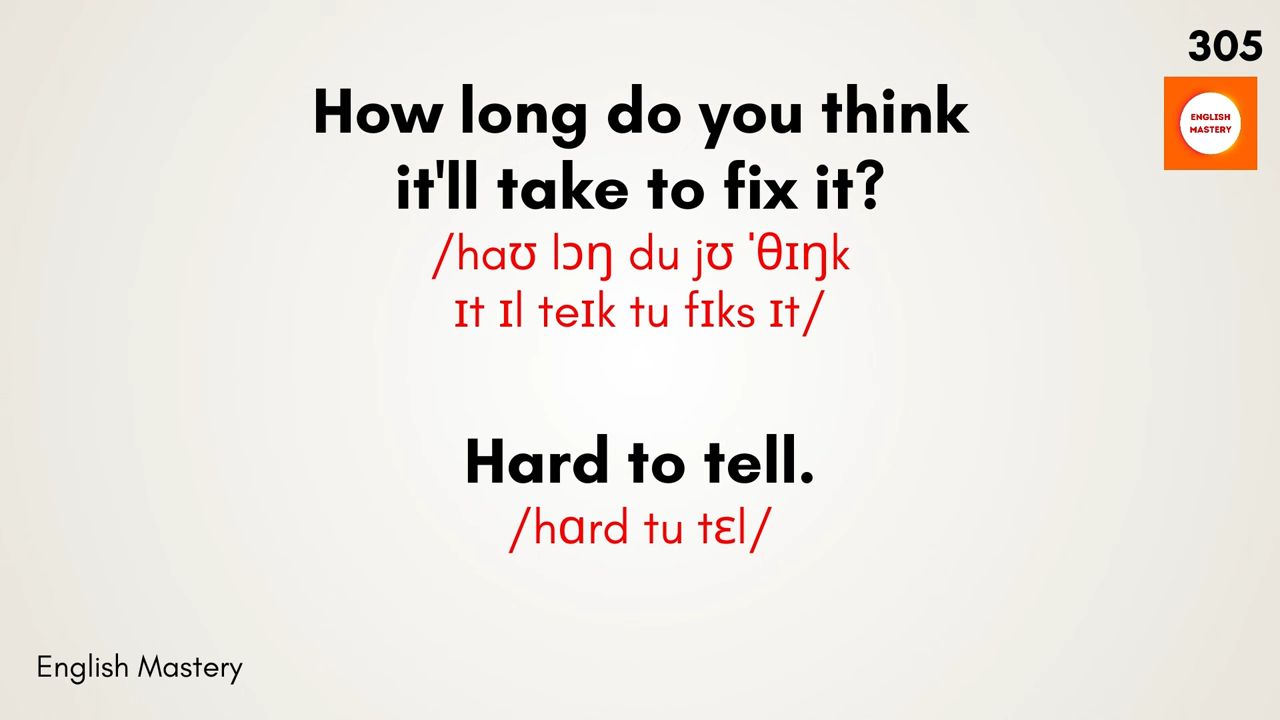 305
ENGLISH
MASTERY
How long do you think
it'll take to fix it?
/haʊ lɔŋ du jʊ ˈθɪŋk
ɪt ɪl teɪk tu fɪks ɪt/
Hard to tell.
/hɑrd tu tɛl/
English Mastery